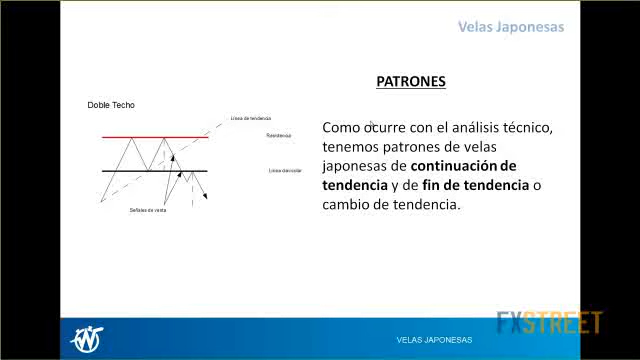 Velas Japonesas
PATRONES
Doble Techo
Línea de tendencia
Resistencia
Línea clavicular
Señales de venta
Como ocurre con el análisis técnico,
tenemos patrones de velas
japonesas de continuación de
tendencia y de fin de tendencia o
cambio de tendencia.
FXSTREET
VELAS JAPONESAS